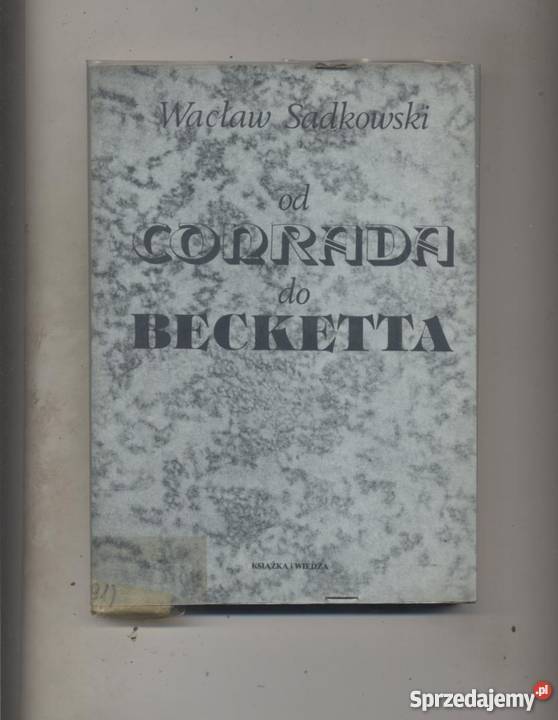 Wacław Sadkowski
od
CONRADA
do
BECKETTA
KSIĄŻKA i WIEDZA
Sprzedajemy.pl